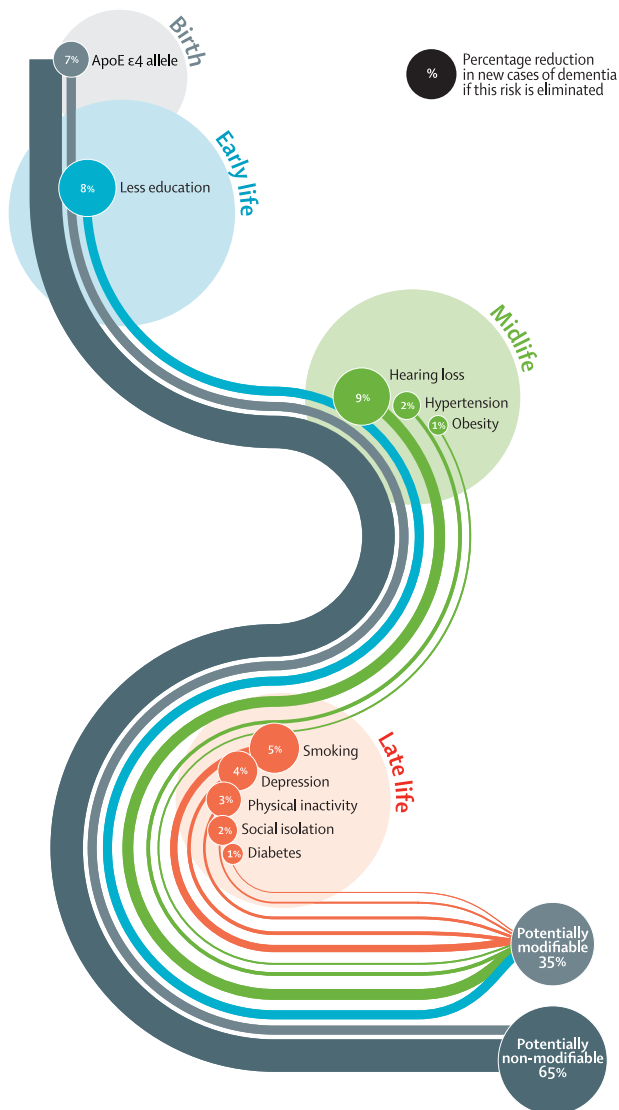 Birth
7%
ApoE ε4 allele
%
Percentage reduction
in new cases of dementia
if this risk is eliminated
Early life
8%
Less education
Midlife
Hearing loss
9%
2%
Hypertension
1%
Obesity
Late life
5%
Smoking
4%
Depression
3%
Physical inactivity
2%
Social isolation
1%
Diabetes
Potentially
modifiable
35%
Potentially
non-modifiable
65%